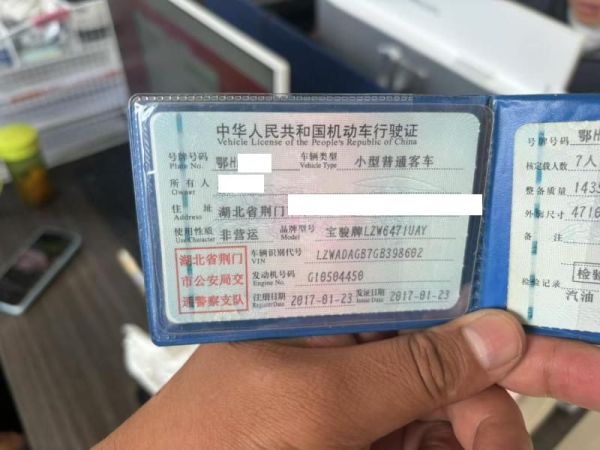 中华人民共和国机动车行驶证
Vehicle License of the People's Republic of China
号牌号码 鄂H 车辆类型 小型普通客车
Plate No. Vehicle Type
所有人
Owner
住 址 湖北省荆门
Address
使用性质 非营运 品牌型号 宝骏牌LZW6471UAY
Use Character Model
湖北省荆门
市公安局交
通警察支队
车辆识别代号 LZWADAGB7GB398602
VIN
发动机号码 G10504450
Engine No.
注册日期 2017-01-23 发证日期 2017-01-23
Register Date Issue Date
号牌号码 鄂
核定载人数 7人
整备质量 1435
外廓尺寸 4716
备 注
检验
检验记录
汽油